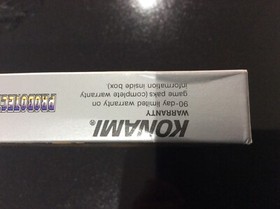 KONAMI®
WARRANTY
90-day limited warranty on
game paks (complete warranty
information inside box)